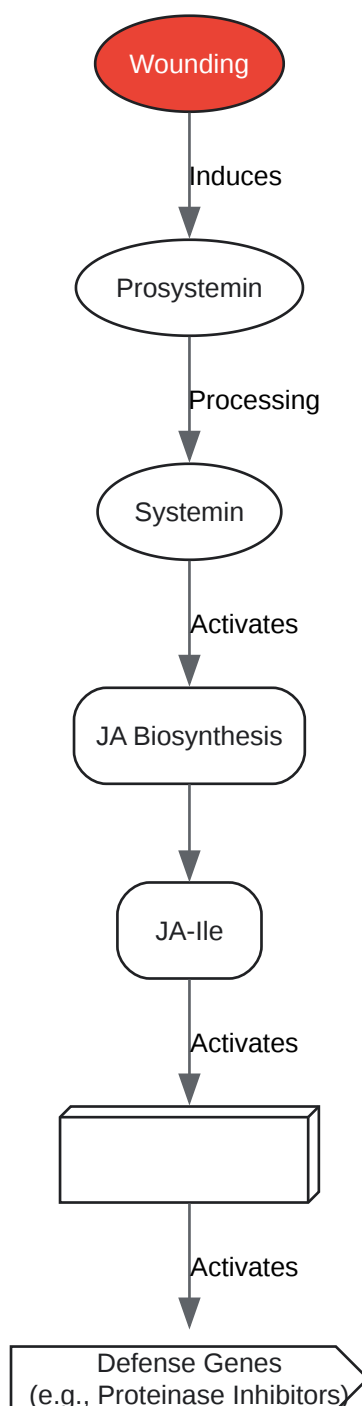 Wounding
Induces
Prosystemin
Processing
Systemin
Activates
JA Biosynthesis
JA-Ile
Activates
Activates
Defense Genes
(e.g., Proteinase Inhibitors)